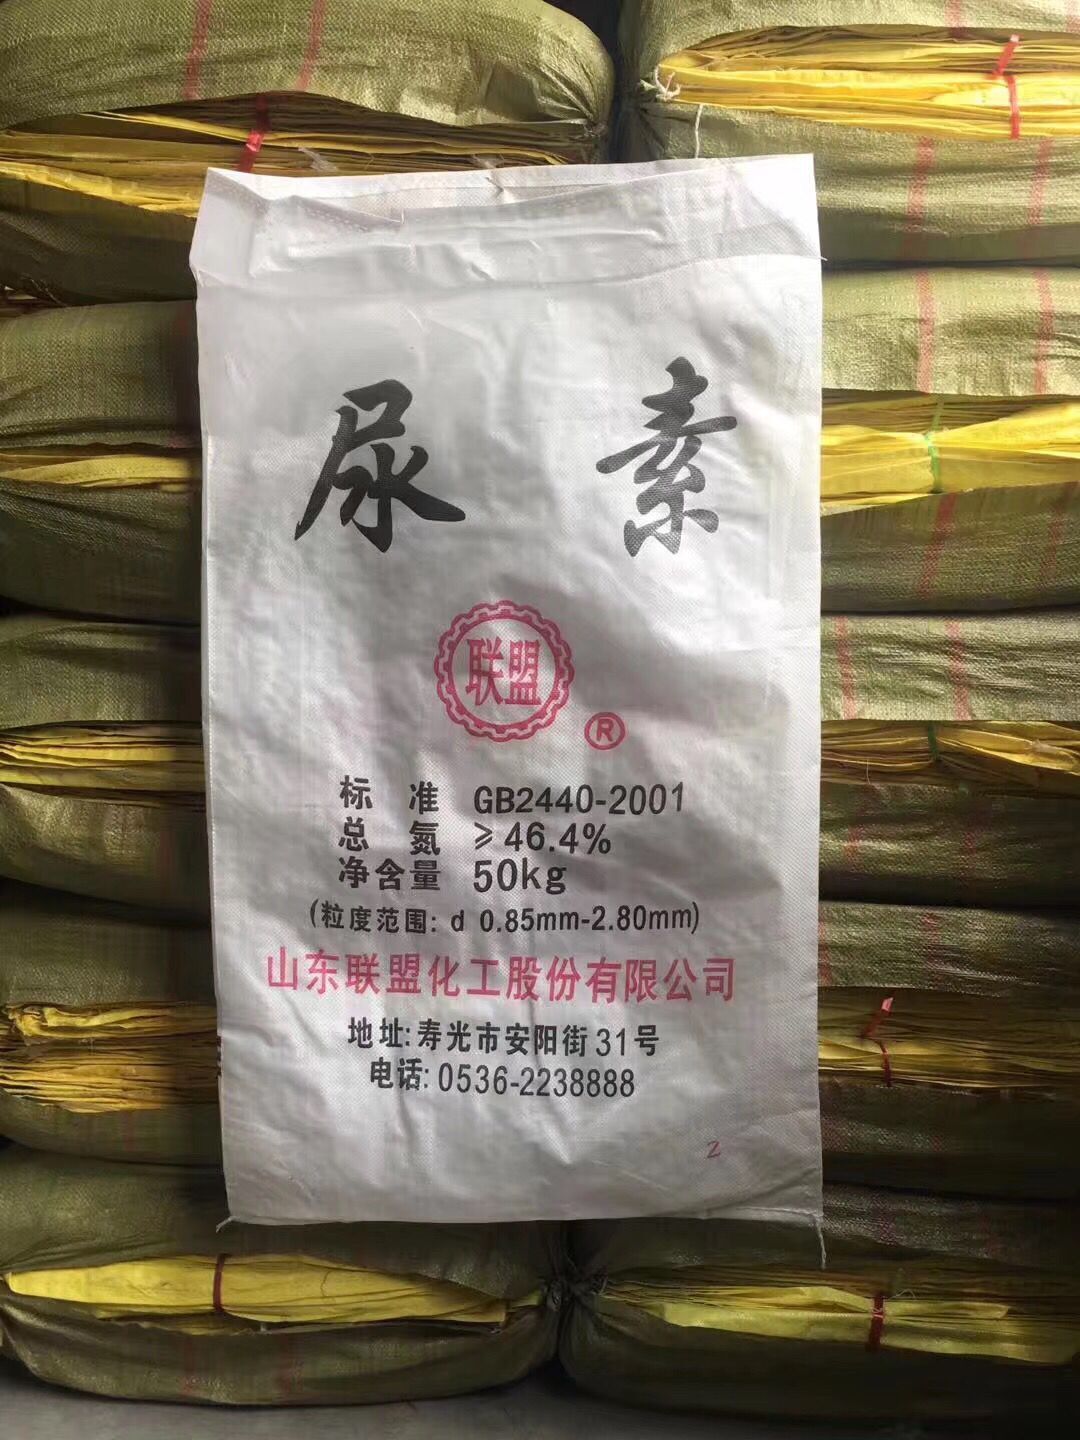 尿素
联盟
®
标准 GB2440-2001
总氮 ≥46.4%
净含量 50kg
(粒度范围: d 0.85mm-2.80mm)
山东联盟化工股份有限公司
地址: 寿光市安阳街31号
电话: 0536-2238888
2